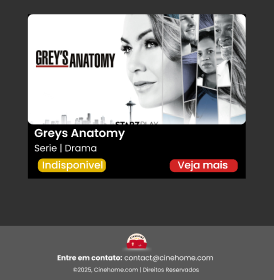 GREY'S ANATOMY
STARZPLAY
Greys Anatomy
Serie | Drama
Indisponível
Veja mais
Entre em contato: contact@cinehome.com
©2025, Cinehome.com | Direitos Reservados